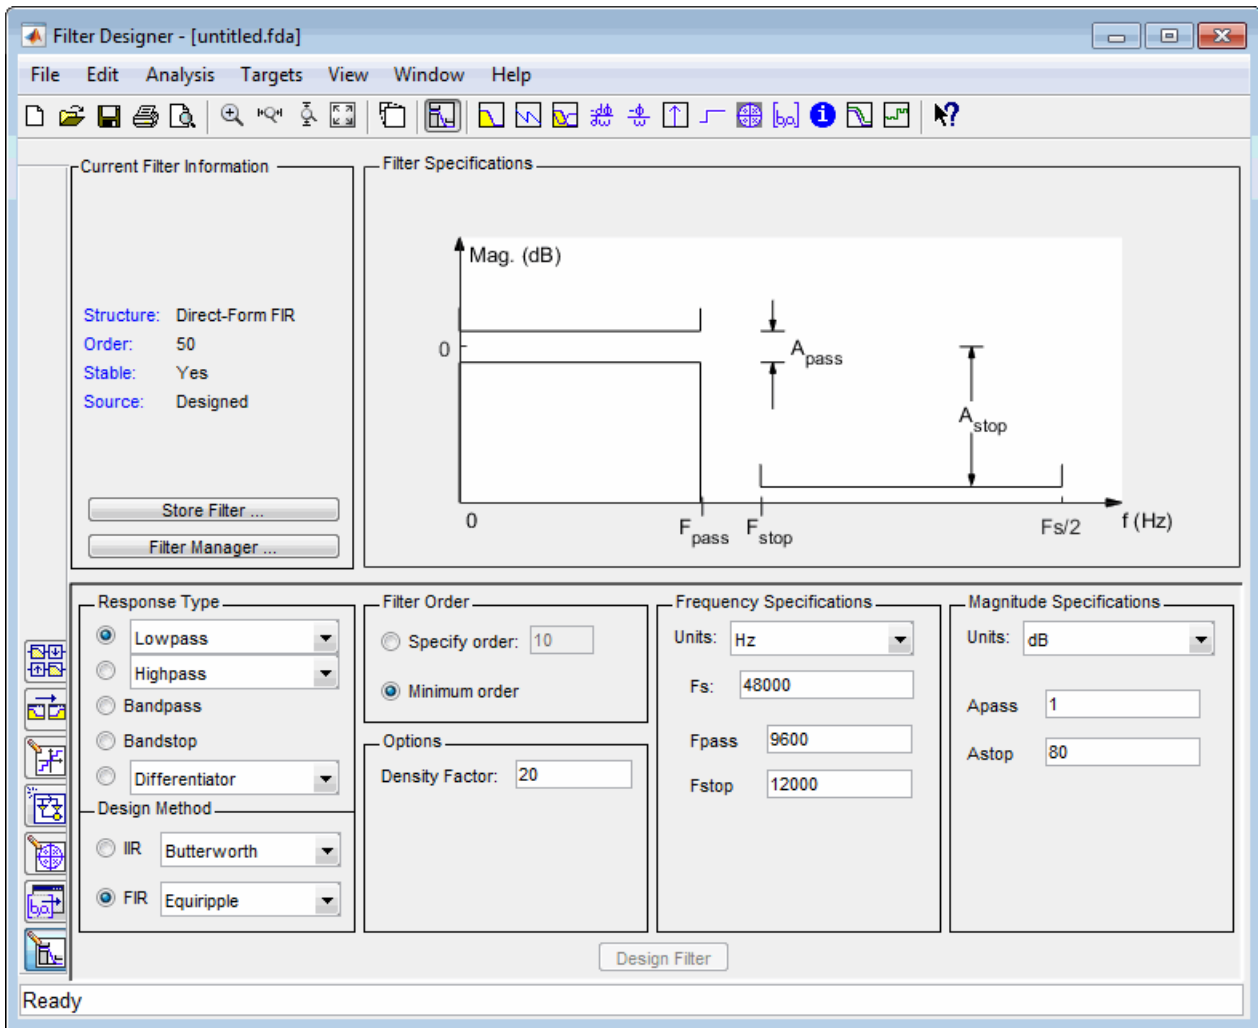 Filter Designer - [untitled.fda]
File Edit Analysis Targets View Window Help
Current Filter Information
Structure: Direct-Form FIR
Order: 50
Stable: Yes
Source: Designed
Store Filter ...
Filter Manager ...
Filter Specifications
Mag. (dB)
0
A pass
A stop
0
F pass
F stop
Fs/2
f (Hz)
Response Type
Lowpass
Highpass
Bandpass
Bandstop
Differentiator
Design Method
IIR Butterworth
FIR Equiripple
Filter Order
Specify order: 10
Minimum order
Options
Density Factor: 20
Frequency Specifications
Units: Hz
Fs: 48000
Fpass 9600
Fstop 12000
Magnitude Specifications
Units: dB
Apass 1
Astop 80
Design Filter
Ready